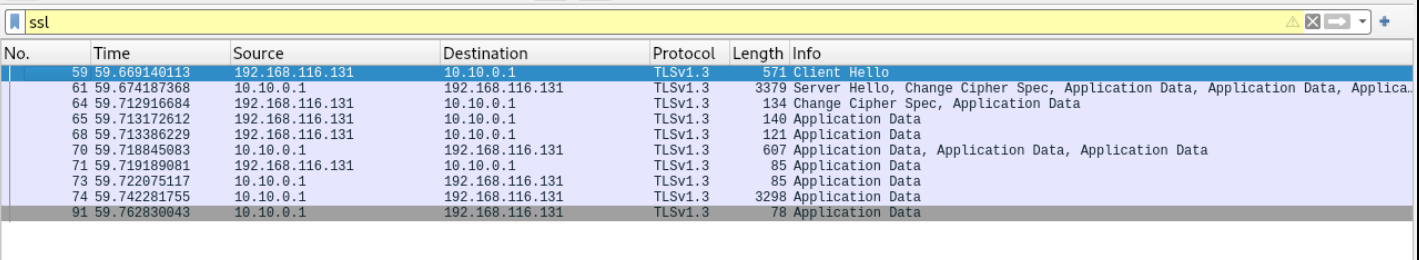 ssl
No. Time Source Destination Protocol Length Info
59 59.669140113 192.168.116.131 10.10.0.1 TLSv1.3 571 Client Hello
61 59.674187368 10.10.0.1 192.168.116.131 TLSv1.3 3379 Server Hello, Change Cipher Spec, Application Data, Application Data, Applica…
64 59.712916684 192.168.116.131 10.10.0.1 TLSv1.3 134 Change Cipher Spec, Application Data
65 59.713172612 192.168.116.131 10.10.0.1 TLSv1.3 140 Application Data
68 59.713386229 192.168.116.131 10.10.0.1 TLSv1.3 121 Application Data
70 59.718845083 10.10.0.1 192.168.116.131 TLSv1.3 607 Application Data, Application Data, Application Data
71 59.719189081 192.168.116.131 10.10.0.1 TLSv1.3 85 Application Data
73 59.722075117 10.10.0.1 192.168.116.131 TLSv1.3 85 Application Data
74 59.742281755 10.10.0.1 192.168.116.131 TLSv1.3 3298 Application Data
91 59.762830043 10.10.0.1 192.168.116.131 TLSv1.3 78 Application Data